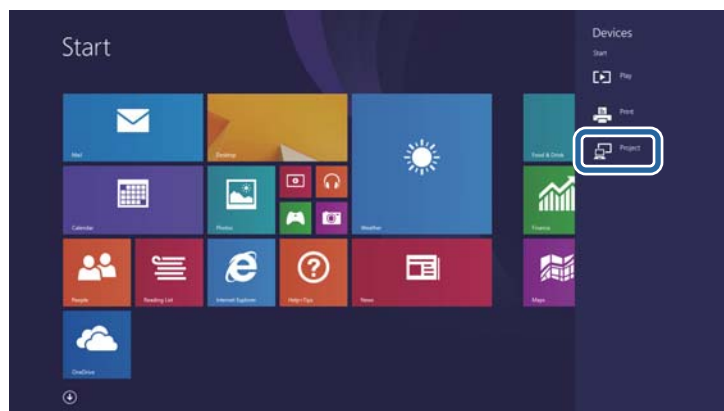 Start
Devices
Start
Play
Print
Project
Mail
Desktop
Food & Drink
Calendar
Photos
Weather
Finance
People
Reading List
Internet Explorer
Help+Tips
News
Maps
OneDrive